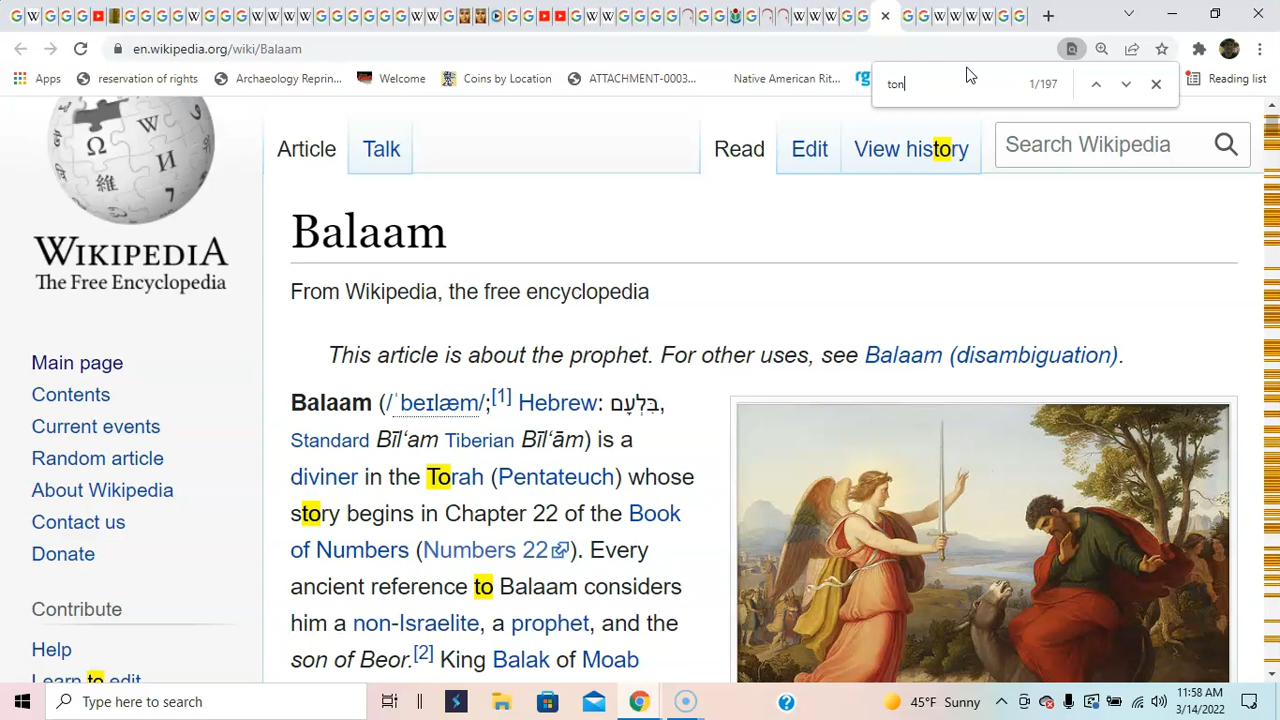 en.wikipedia.org/wiki/Balaam
Apps
reservation of rights
Archaeology Reprin...
Welcome
Coins by Location
ATTACHMENT-0003...
Native American Rit...
rg
Reading list
ton
1/197
WIKIPEDIA
The Free Encyclopedia
Article
Talk
Read
Edit
View history
Search Wikipedia
Balaam
From Wikipedia, the free encyclopedia
This article is about the prophet. For other uses, see Balaam (disambiguation).
Balaam (/ˈbeɪlæm/;[1] Hebrew: בִּלְעָם,
Standard Bīlʻam Tiberian Bīlʻām) is a
diviner in the Torah (Pentateuch) whose
story begins in Chapter 22 of the Book
of Numbers (Numbers 22). Every
ancient reference to Balaam considers
him a non-Israelite, a prophet, and the
son of Beor.[2] King Balak of Moab
Main page
Contents
Current events
Random article
About Wikipedia
Contact us
Donate
Contribute
Help
Learn to edit
Type here to search
45°F Sunny
11:58 AM
3/14/2022